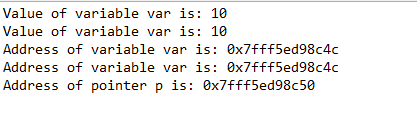 Value of variable var is: 10
Value of variable var is: 10
Address of variable var is: 0x7fff5ed98c4c
Address of variable var is: 0x7fff5ed98c4c
Address of pointer p is: 0x7fff5ed98c50